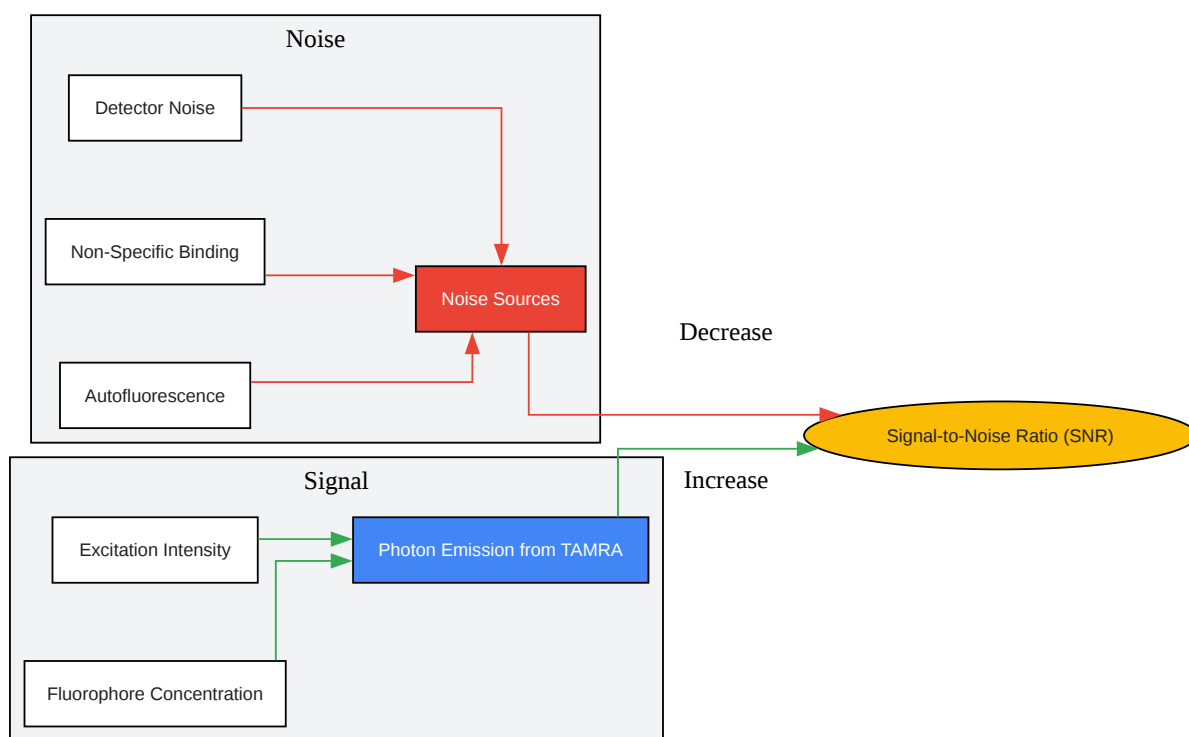 Noise
Detector Noise
Non-Specific Binding
Noise Sources
Autofluorescence
Decrease
Signal-to-Noise Ratio (SNR)
Increase
Signal
Excitation Intensity
Photon Emission from TAMRA
Fluorophore Concentration